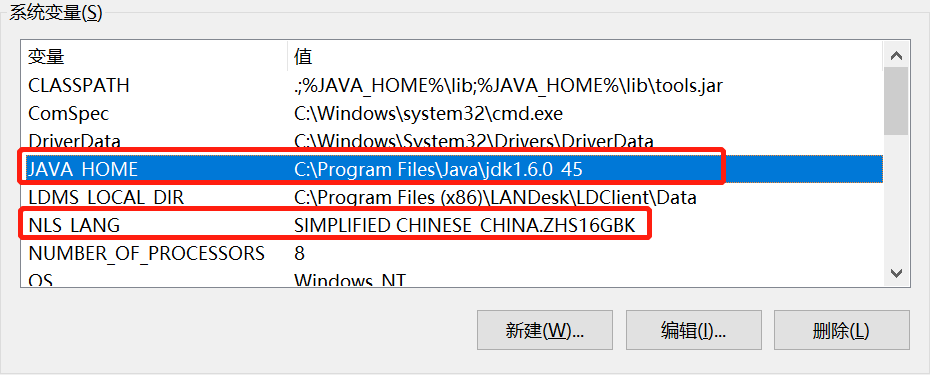 系统变量(S)
变量 值
CLASSPATH .;%JAVA_HOME%\lib;%JAVA_HOME%\lib\tools.jar
ComSpec C:\Windows\system32\cmd.exe
DriverData C:\Windows\System32\Drivers\DriverData
JAVA_HOME C:\Program Files\Java\jdk1.6.0_45
LDMS_LOCAL_DIR C:\Program Files (x86)\LANDesk\LDClient\Data
NLS_LANG SIMPLIFIED CHINESE_CHINA.ZHS16GBK
NUMBER_OF_PROCESSORS 8
OS Windows_NT
新建(W)... 编辑(I)... 删除(L)